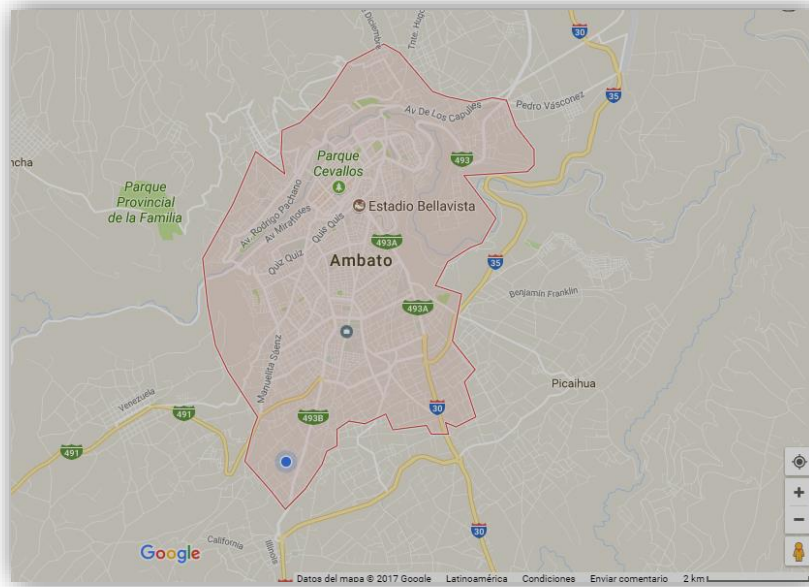 Diciembre
Tnte. Hugo
30
35
Av De Los Capulíes
Pedro Vásconez
493
ncha
Parque
Cevallos
Parque
Provincial
de la Familia
Estadio Bellavista
Av. Rodrigo Pachano
Av Miraflores
Quis Quis
493A
Quiz Quiz
Ambato
35
Benjamín Franklin
493A
Manuelita Sáenz
Picaihua
Venezuela
491
30
493B
491
+
−
30
Google
California
Illinois
Datos del mapa © 2017 Google Latinoamérica Condiciones Enviar comentario 2 km